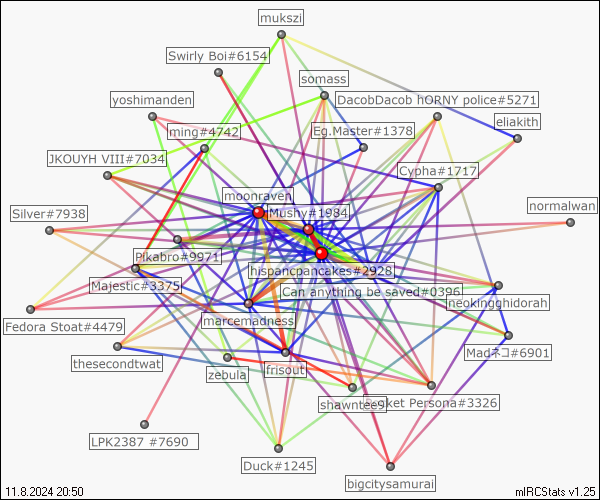 mukszi
Swirly Boi#6154
somass
yoshimanden
DacobDacob hORNY police#5271
ming#4742
Eg.Master#1378
eliakith
JKOUYH VIII#7034
Cypha#1717
moonraven
Mushy#1984
Silver#7938
normalwan
Pikabro#9971
hispancpancakes#2928
Majestic#3375
Can anything be saved#0396
neokingghidorah
Fedora Stoat#4479
marcemadness
Madネコ#6901
thesecondtwat
zebula
frisout
shawntee9
Pocket Persona#3326
LPK2387 #7690
Duck#1245
bigcitysamurai
11.8.2024 20:50
mIRCStats v1.25